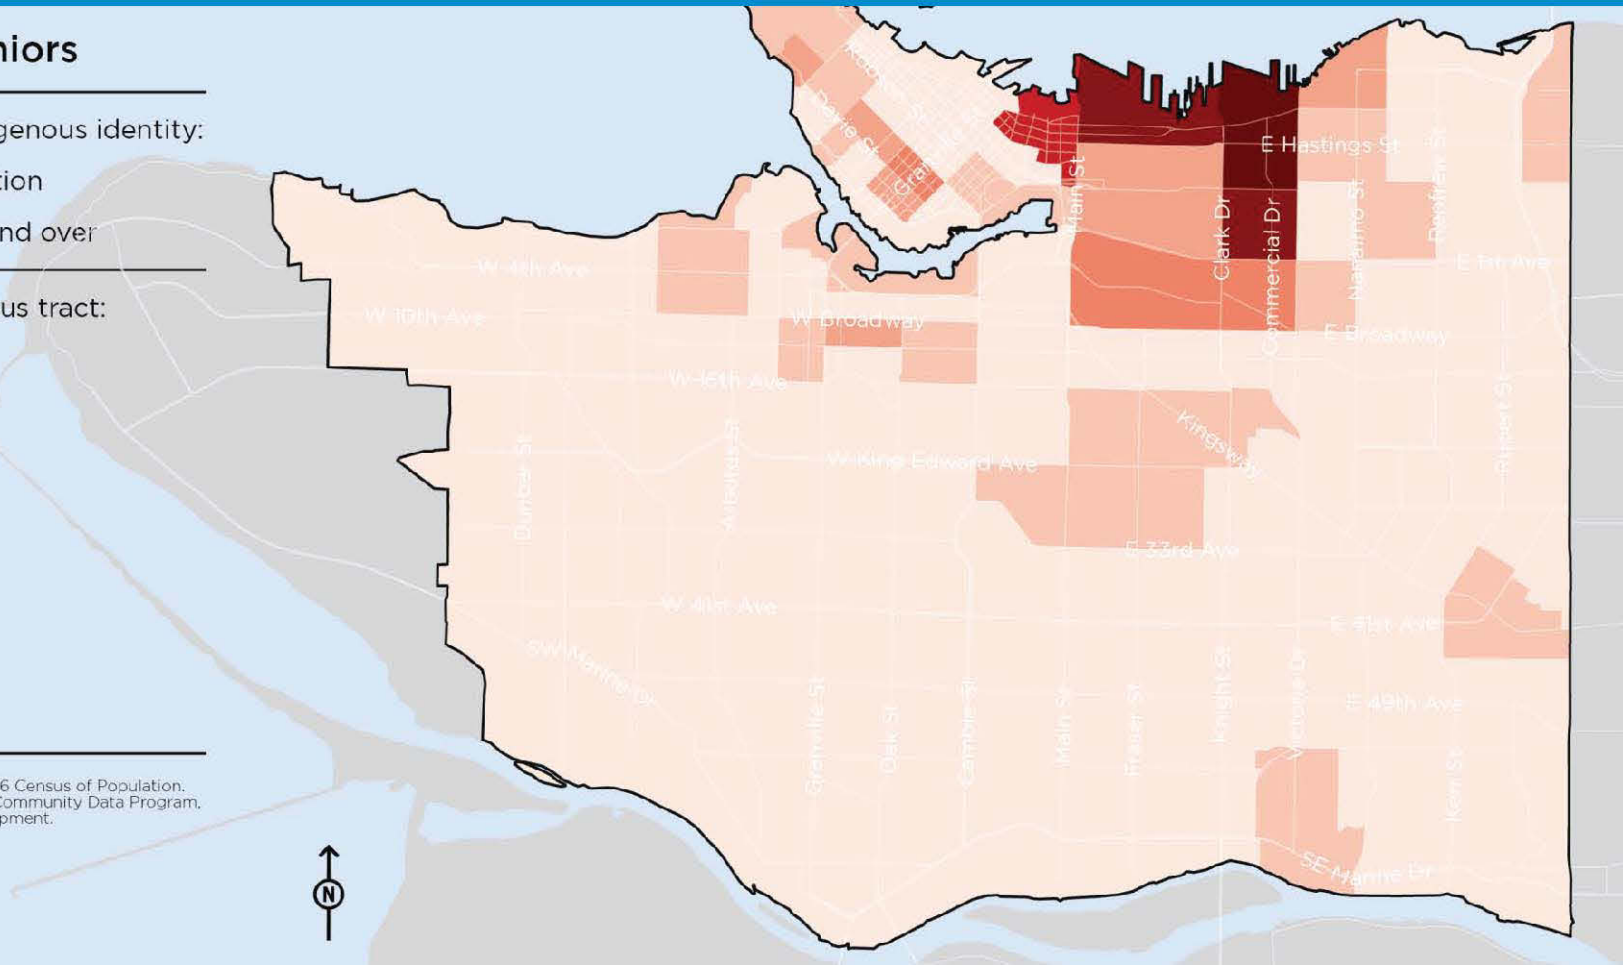 niors
genous identity:
tion
nd over
us tract:
6 Census of Population.
Community Data Program,
pment.
N
Robson St
Davie St
Granville St
Main St
E Hastings St
Clark Dr
Commercial Dr
Nanaimo St
Renfrew St
E 1st Ave
W 4th Ave
W 10th Ave
W Broadway
E Broadway
W 16th Ave
Kingsway
Rupert St
Dunbar St
Arbutus St
W King Edward Ave
E 33rd Ave
W 41st Ave
E 41st Ave
SW Marine Dr
Granville St
Oak St
Cambie St
Main St
Fraser St
Knight St
Victoria Dr
E 49th Ave
Kerr St
SE Marine Dr